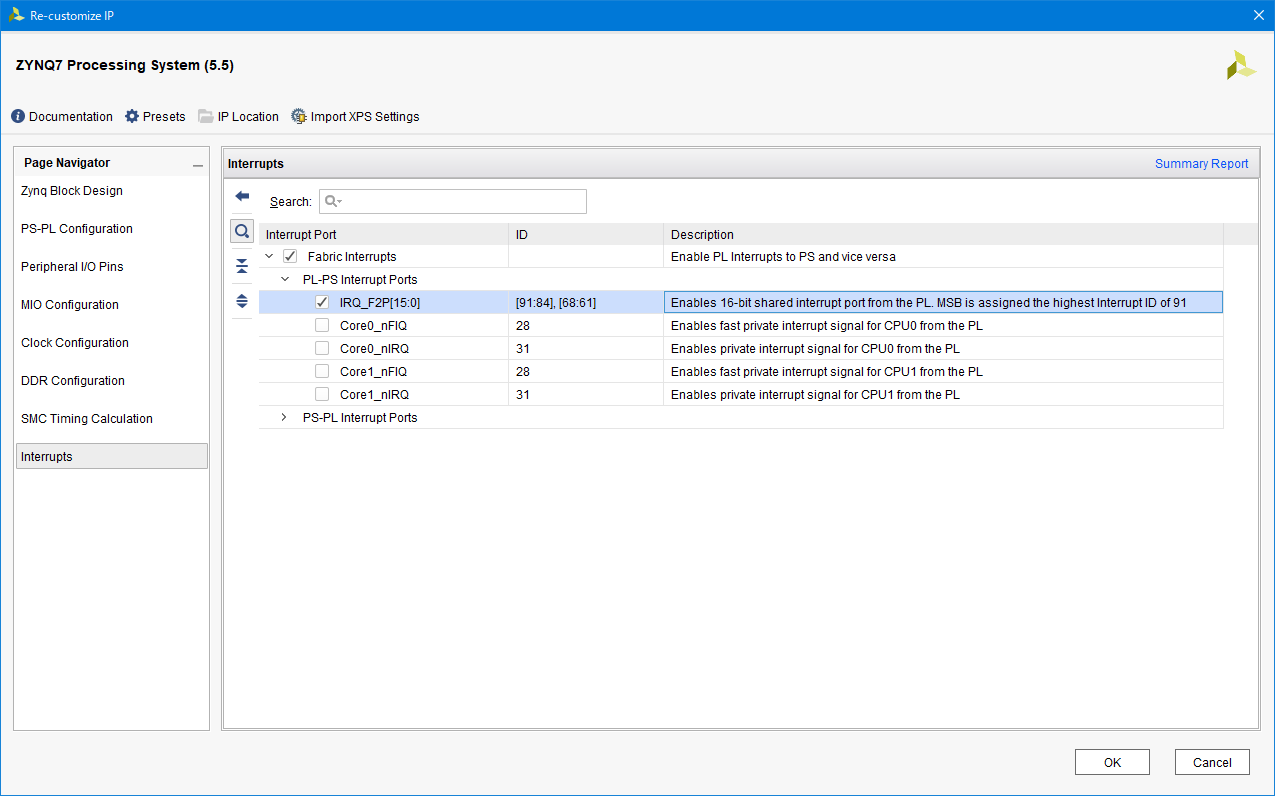 Re-customize IP
ZYNQ7 Processing System (5.5)
Documentation Presets IP Location Import XPS Settings
Page Navigator
Zynq Block Design
PS-PL Configuration
Peripheral I/O Pins
MIO Configuration
Clock Configuration
DDR Configuration
SMC Timing Calculation
Interrupts
Interrupts Summary Report
Search:
Interrupt Port ID Description
Fabric Interrupts Enable PL Interrupts to PS and vice versa
PL-PS Interrupt Ports
IRQ_F2P[15:0] [91:84], [68:61] Enables 16-bit shared interrupt port from the PL. MSB is assigned the highest Interrupt ID of 91
Core0_nFIQ 28 Enables fast private interrupt signal for CPU0 from the PL
Core0_nIRQ 31 Enables private interrupt signal for CPU0 from the PL
Core1_nFIQ 28 Enables fast private interrupt signal for CPU1 from the PL
Core1_nIRQ 31 Enables private interrupt signal for CPU1 from the PL
PS-PL Interrupt Ports
OK Cancel